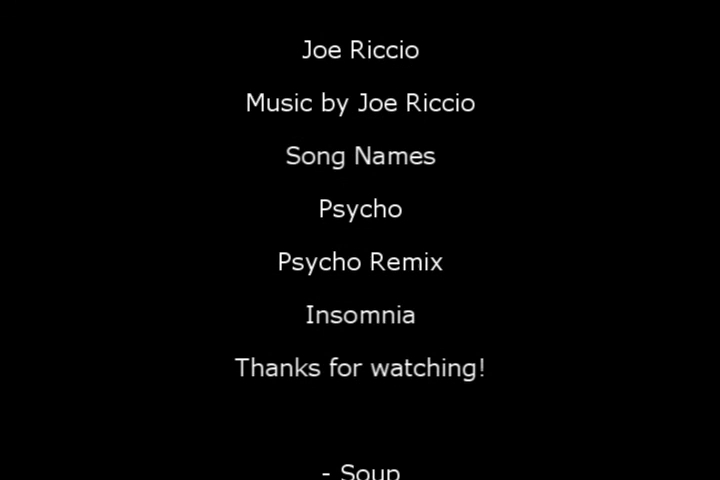 Joe Riccio
Music by Joe Riccio
Song Names
Psycho
Psycho Remix
Insomnia
Thanks for watching!
- Soup